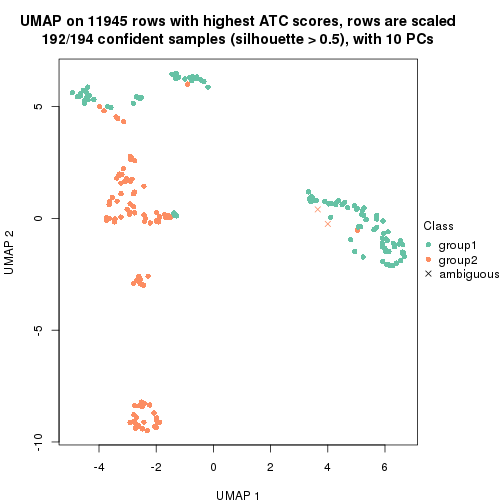 UMAP on 11945 rows with highest ATC scores, rows are scaled
192/194 confident samples (silhouette > 0.5), with 10 PCs
5
0
-5
-10
UMAP 2
-4
-2
0
2
4
6
UMAP 1
Class
group1
group2
ambiguous